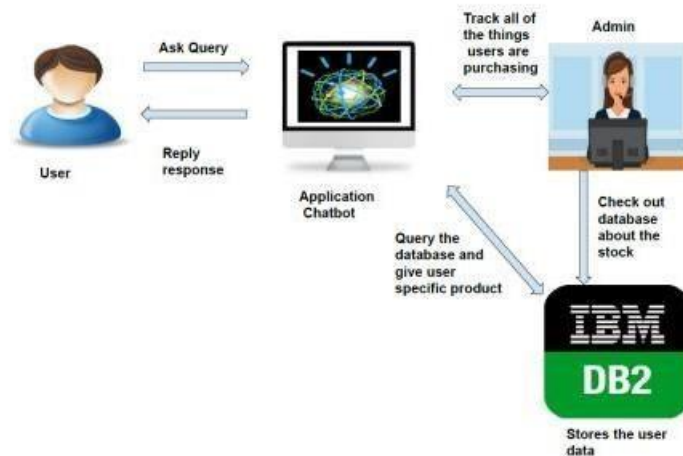 Ask Query
Reply
response
User
Application
Chatbot
Track all of
the things
users are
purchasing
Admin
Query the
database and
give user
specific product
Check out
database
about the
stock
IBM
DB2
Stores the user
data